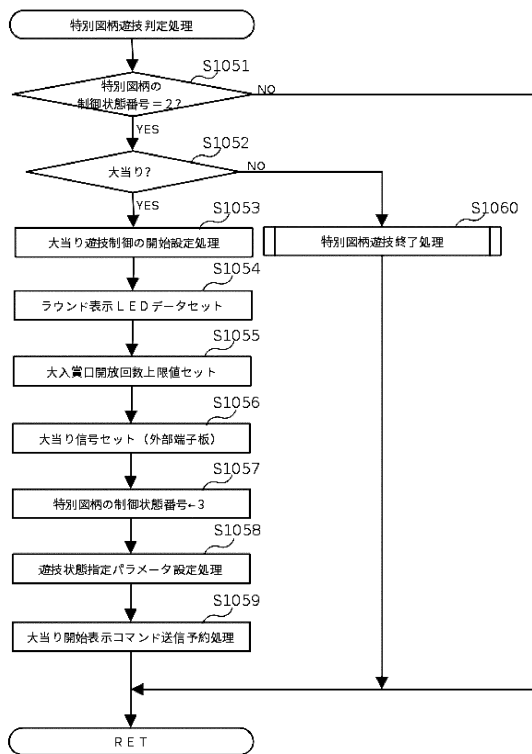 特別図柄遊技判定処理
S1051
特別図柄の
制御状態番号＝2？
NO
YES
S1052
大当り？
NO
YES
S1053
大当り遊技制御の開始設定処理
S1060
特別図柄遊技終了処理
S1054
ラウンド表示ＬＥＤデータセット
S1055
大入賞口開放回数上限値セット
S1056
大当り信号セット（外部端子板）
S1057
特別図柄の制御状態番号←3
S1058
遊技状態指定パラメータ設定処理
S1059
大当り開始表示コマンド送信予約処理
ＲＥＴ